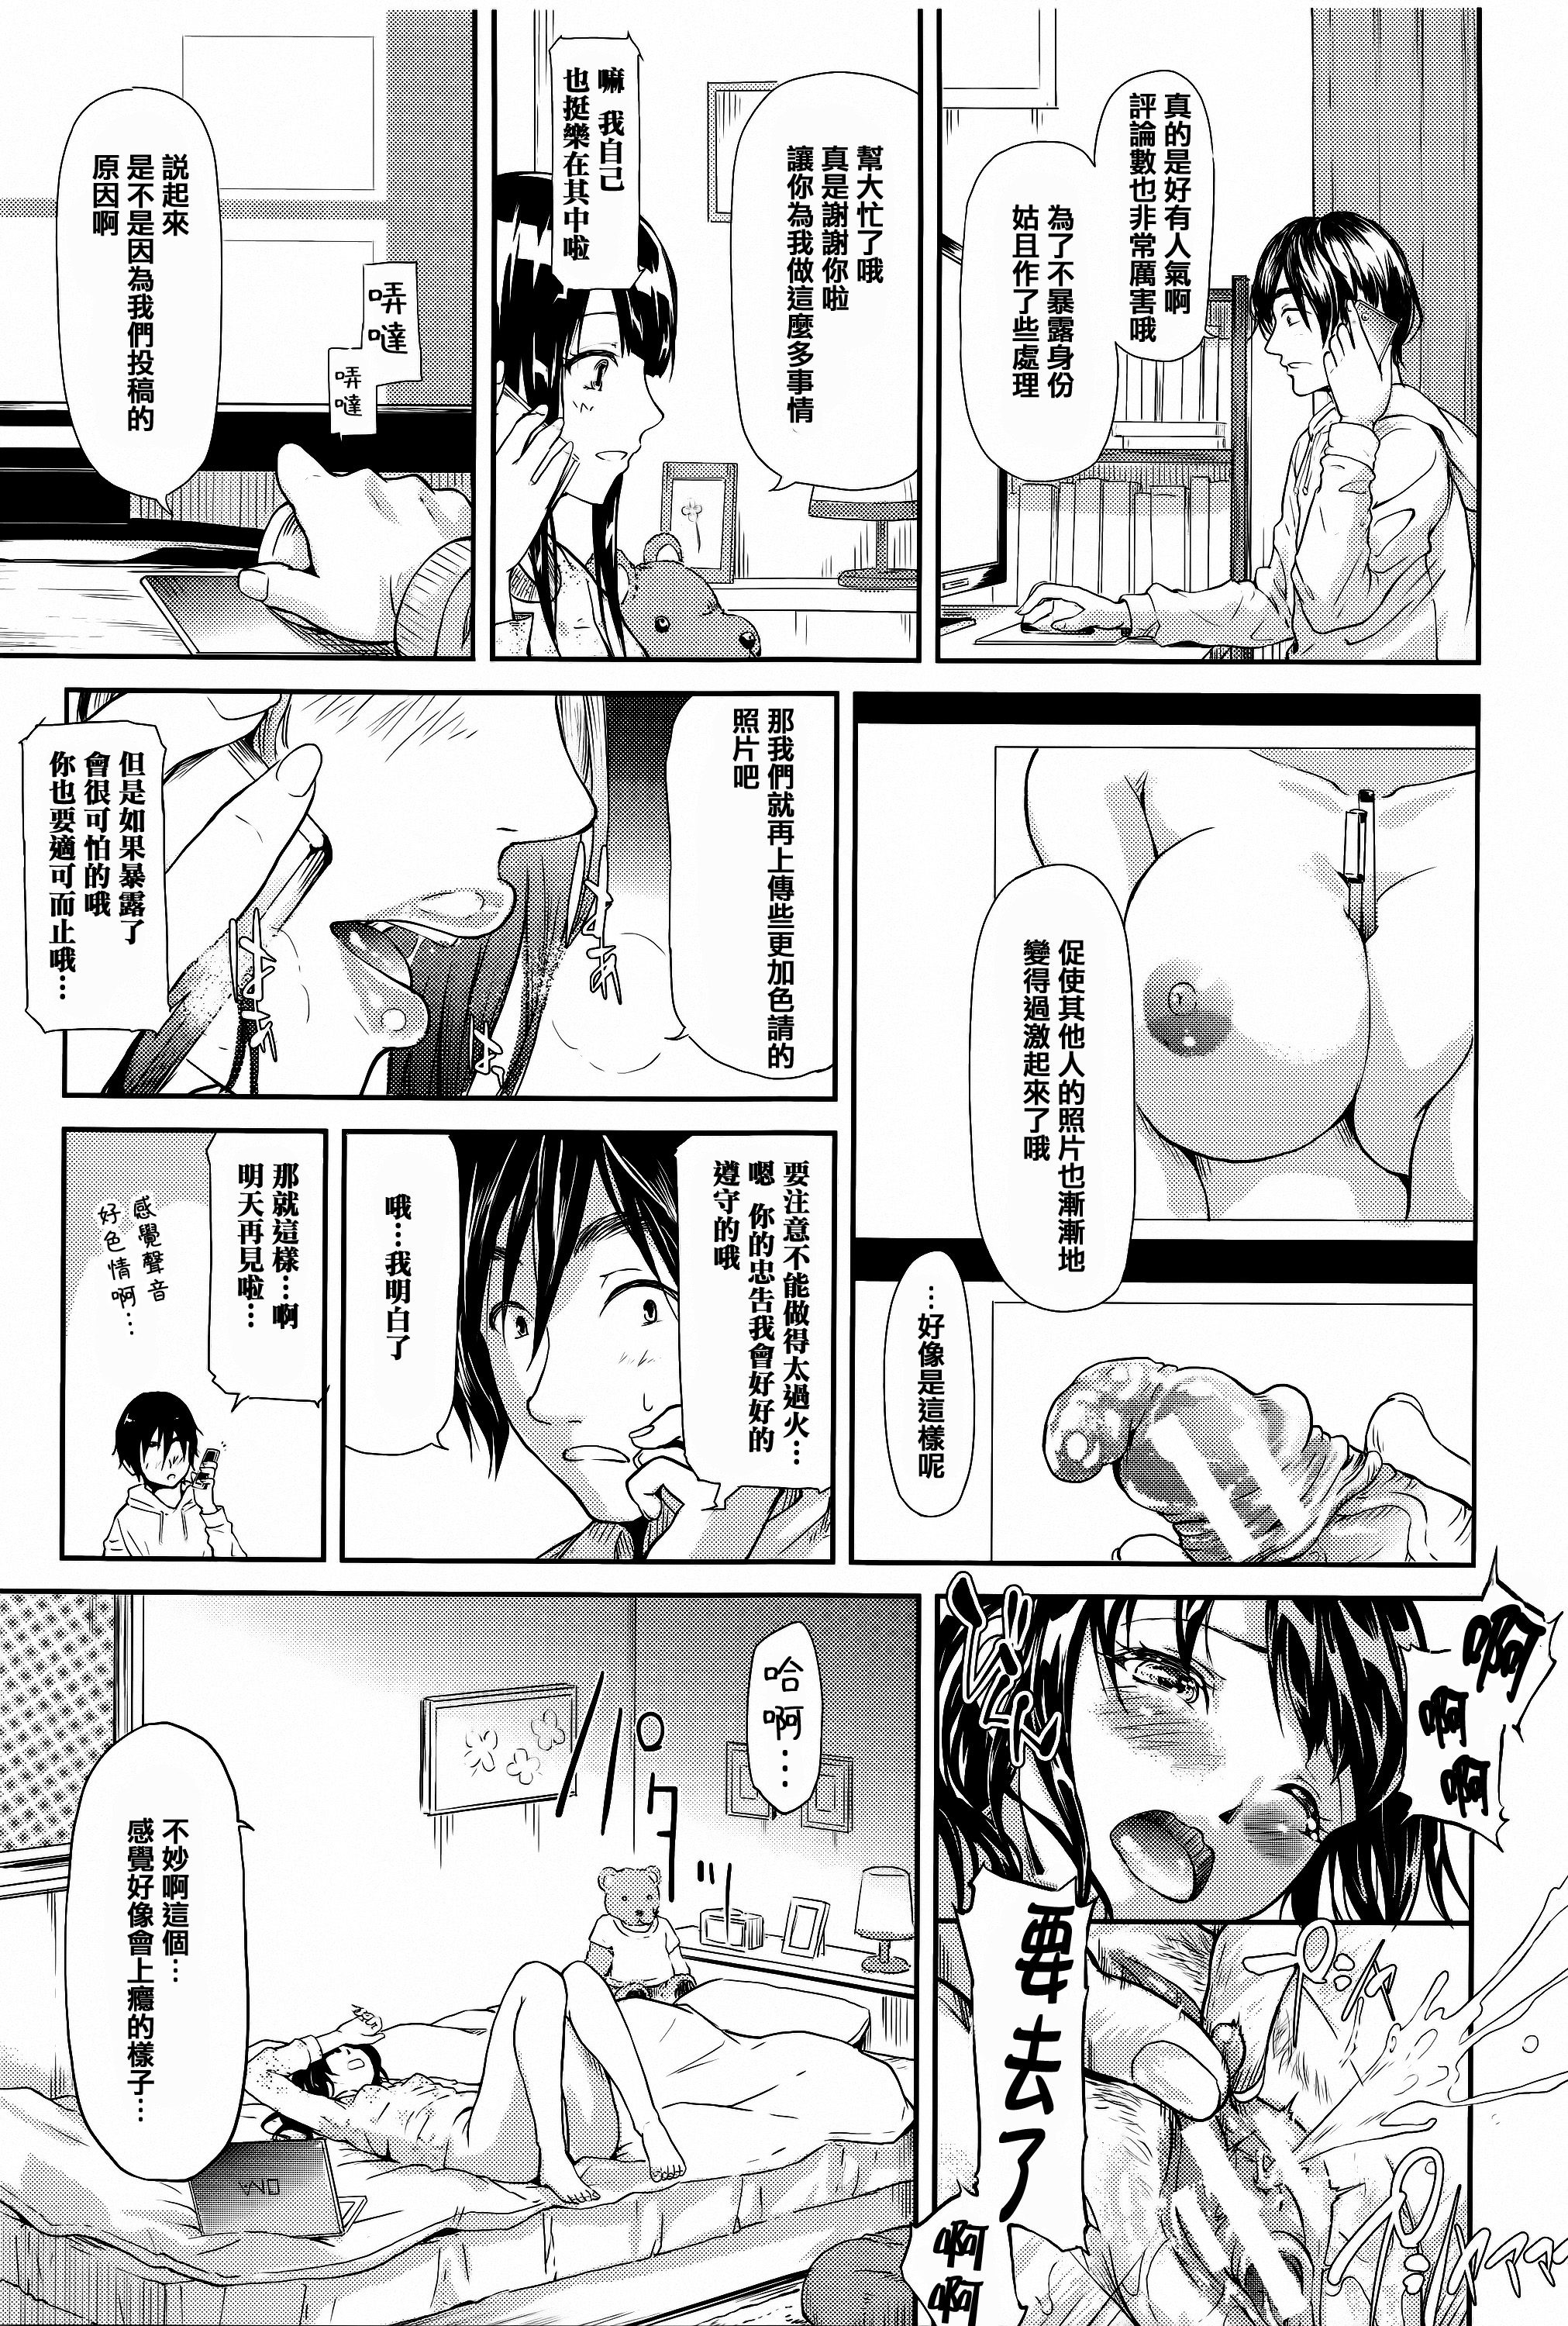 真的是好有人氣啊
評論數也非常厲害哦
為了不暴露身份
姑且作了些處理
幫大忙了哦
真是謝謝你啦
讓你為我做這麼多事情
嘛 我自己
也挺樂在其中啦
哢噠
哢噠
説起來
是不是因為我們投稿的
原因啊
促使其他人的照片也漸漸地
變得過激起來了哦
…好像是這樣呢
那我們就再上傳些更加色請的
照片吧
但是如果暴露了
會很可怕的哦
你也要適可而止哦…
要注意不能做得太過火…
嗯 你的忠告我會好好的
遵守的哦
哦…我明白了
那就這樣…啊
明天再見啦…
感覺聲音
好色情啊…
啊
啊
啊
要去了
啊
啊
哈啊…
パタッ
不妙啊這個…
感覺好像會上癮的樣子…